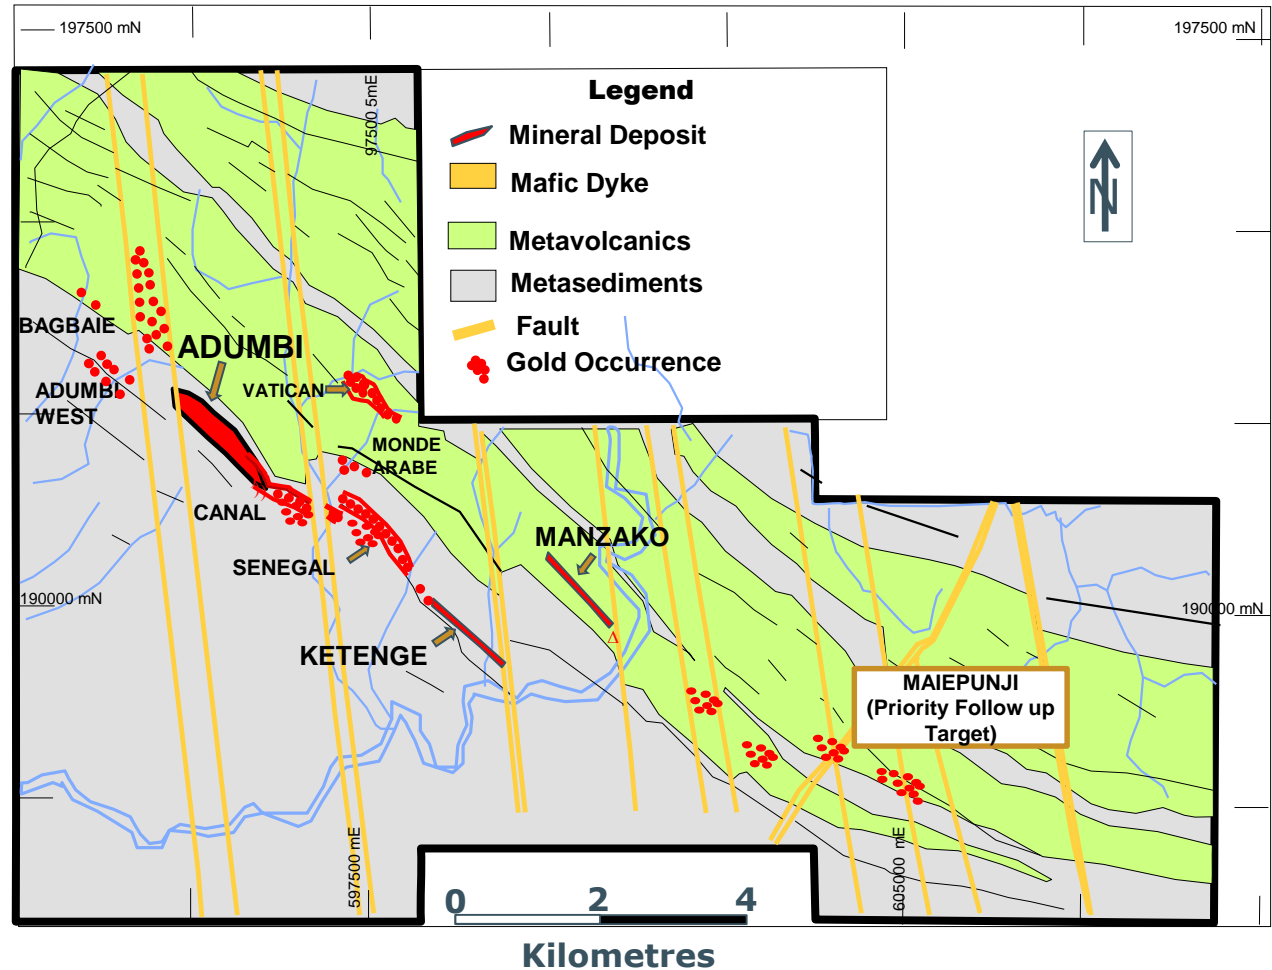 197500 mN
197500 mN
97500 5mE
Legend
Mineral Deposit
Mafic Dyke
Metavolcanics
Metasediments
Fault
Gold Occurrence
N
BAGBAIE
ADUMBI
ADUMBI
WEST
VATICAN
MONDE
ARABE
CANAL
SENEGAL
MANZAKO
190000 mN
190000 mN
KETENGE
MAIEPUNJI
(Priority Follow up
Target)
597500 mE
605000 mE
0 2 4
Kilometres